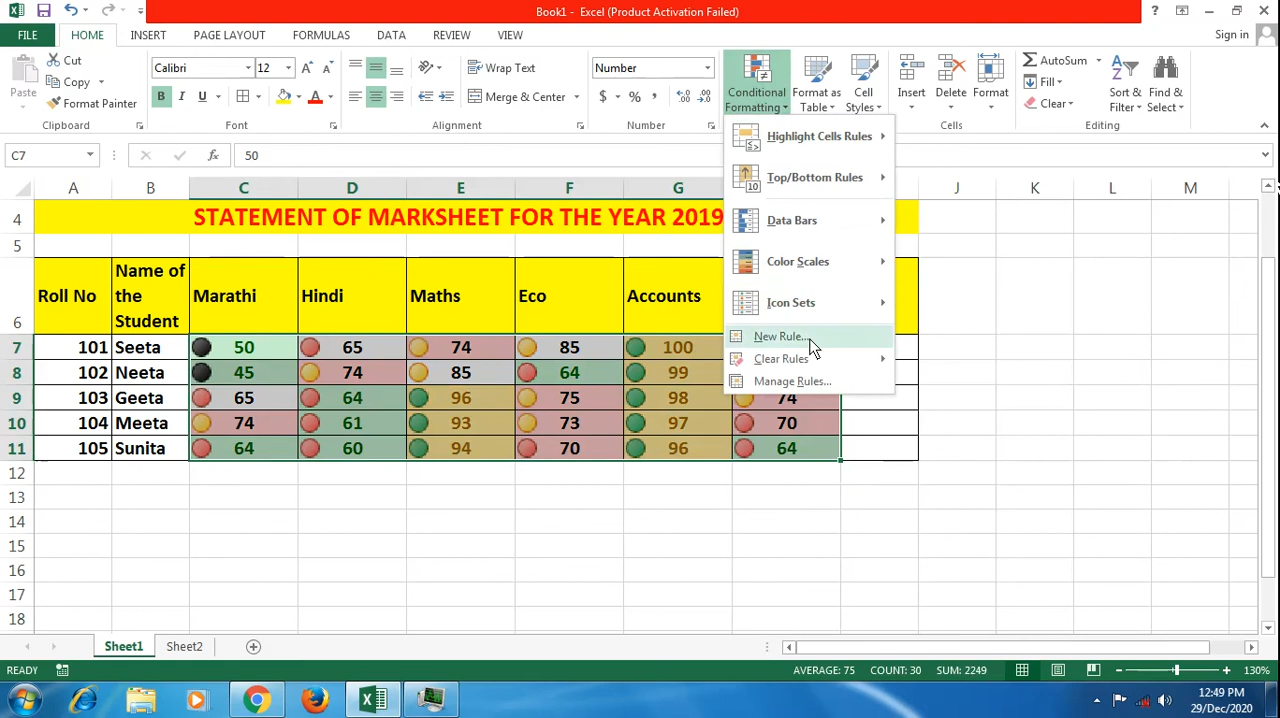 Book1 - Excel (Product Activation Failed)
FILE HOME INSERT PAGE LAYOUT FORMULAS DATA REVIEW VIEW Sign in
Paste Cut Copy Format Painter
Calibri 12 B I U
Wrap Text Merge & Center
Number $ %
Conditional Formatting Format as Table Cell Styles
Insert Delete Format
AutoSum Fill Clear Sort & Filter Find & Select
Clipboard Font Alignment Number Cells Editing
C7 fx 50
Highlight Cells Rules
Top/Bottom Rules
Data Bars
Color Scales
Icon Sets
New Rule...
Clear Rules
Manage Rules...
A B C D E F G J K L M
4 STATEMENT OF MARKSHEET FOR THE YEAR 2019
5
6 Roll No Name of the Student Marathi Hindi Maths Eco Accounts
7 101 Seeta 50 65 74 85 100
8 102 Neeta 45 74 85 64 99
9 103 Geeta 65 64 96 75 98 74
10 104 Meeta 74 61 93 73 97 70
11 105 Sunita 64 60 94 70 96 64
12
13
14
15
16
17
18
Sheet1 Sheet2
READY AVERAGE: 75 COUNT: 30 SUM: 2249 130%
12:49 PM
29/Dec/2020